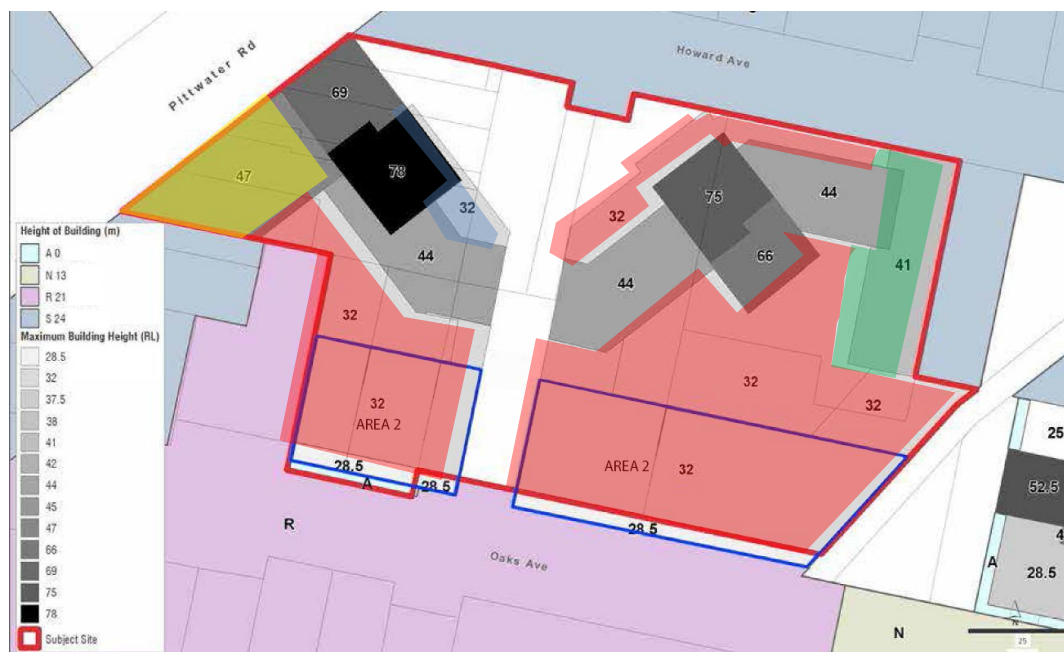 Howard Ave
Pittwater Rd
69
78
47
32
44
32
75
44
32
66
41
44
32
32
32
32
AREA 2
AREA 2
32
28.5
A
28.5
28.5
R
Oaks Ave
N
25
52.5
4
A
28.5
N
25
Height of Building (m)
A 0
N 13
R 21
S 24
Maximum Building Height (RL)
28.5
32
37.5
38
41
42
44
45
47
66
69
75
78
Subject Site